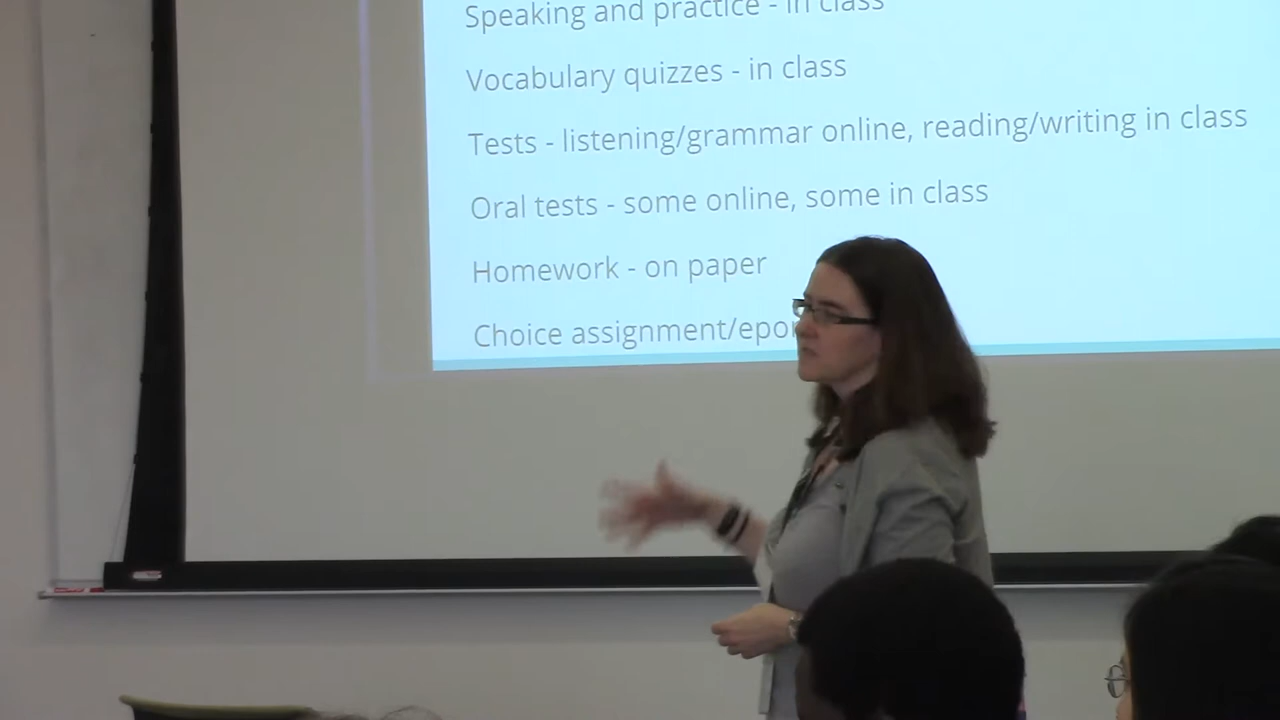 Speaking and practice - in class
Vocabulary quizzes - in class
Tests - listening/grammar online, reading/writing in class
Oral tests - some online, some in class
Homework - on paper
Choice assignment/epo